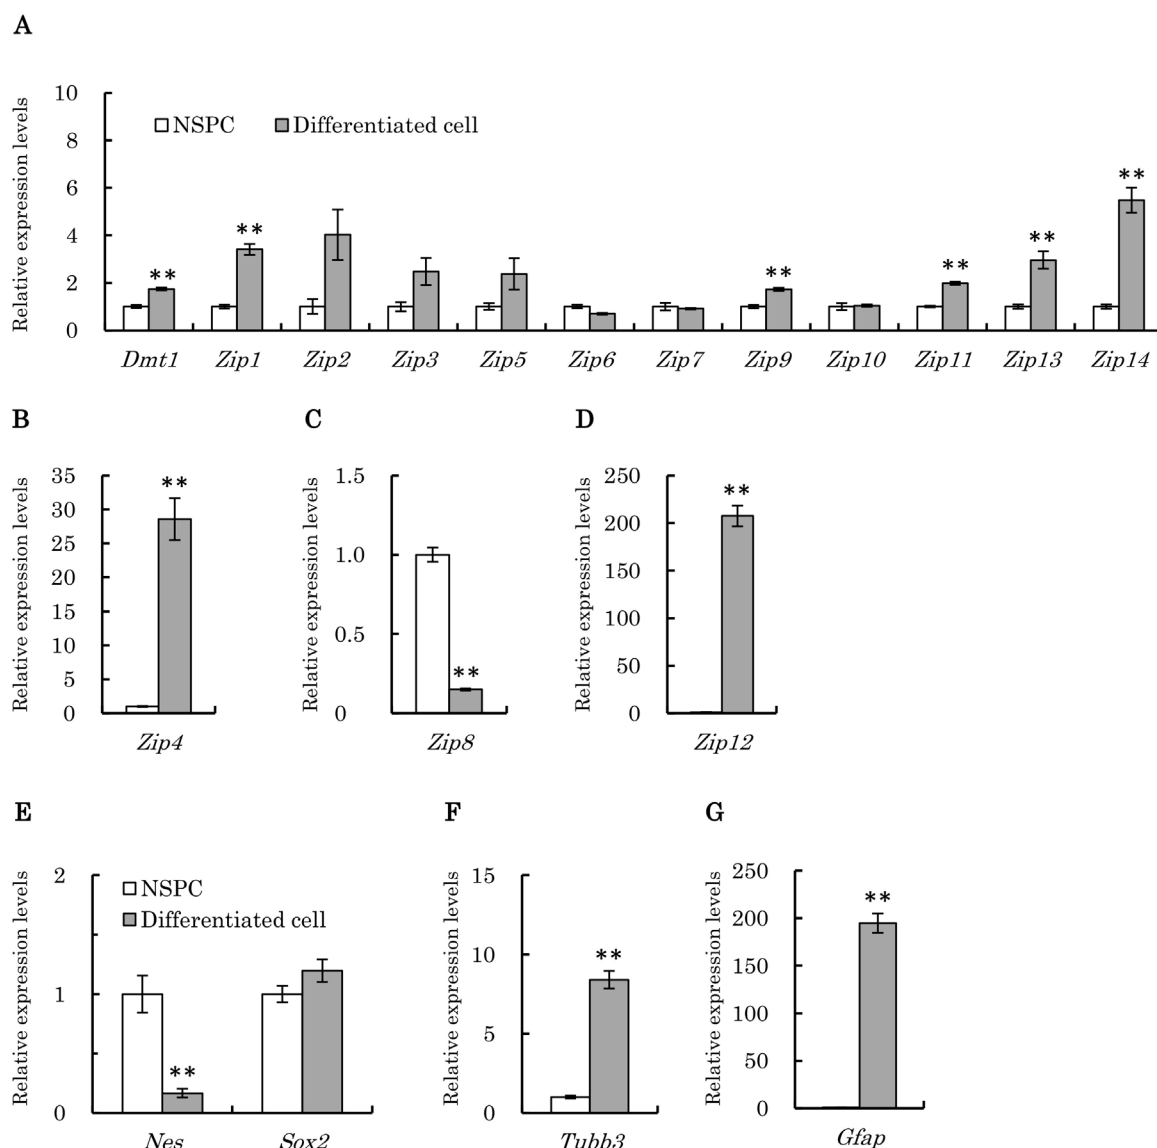 A
Relative expression levels
10
8
6
4
2
0
NSPC Differentiated cell
** ** ** ** ** **
Dmt1 Zip1 Zip2 Zip3 Zip5 Zip6 Zip7 Zip9 Zip10 Zip11 Zip13 Zip14
B
Relative expression levels
35
30
25
20
15
10
5
0
**
Zip4
C
Relative expression levels
1.5
1.0
0.5
0
**
Zip8
D
Relative expression levels
250
200
150
100
50
0
**
Zip12
E
Relative expression levels
2
1
0
NSPC
Differentiated cell
**
Nes Sox2
F
Relative expression levels
15
10
5
0
**
Tubb3
G
Relative expression levels
250
200
150
100
50
0
**
Gfap